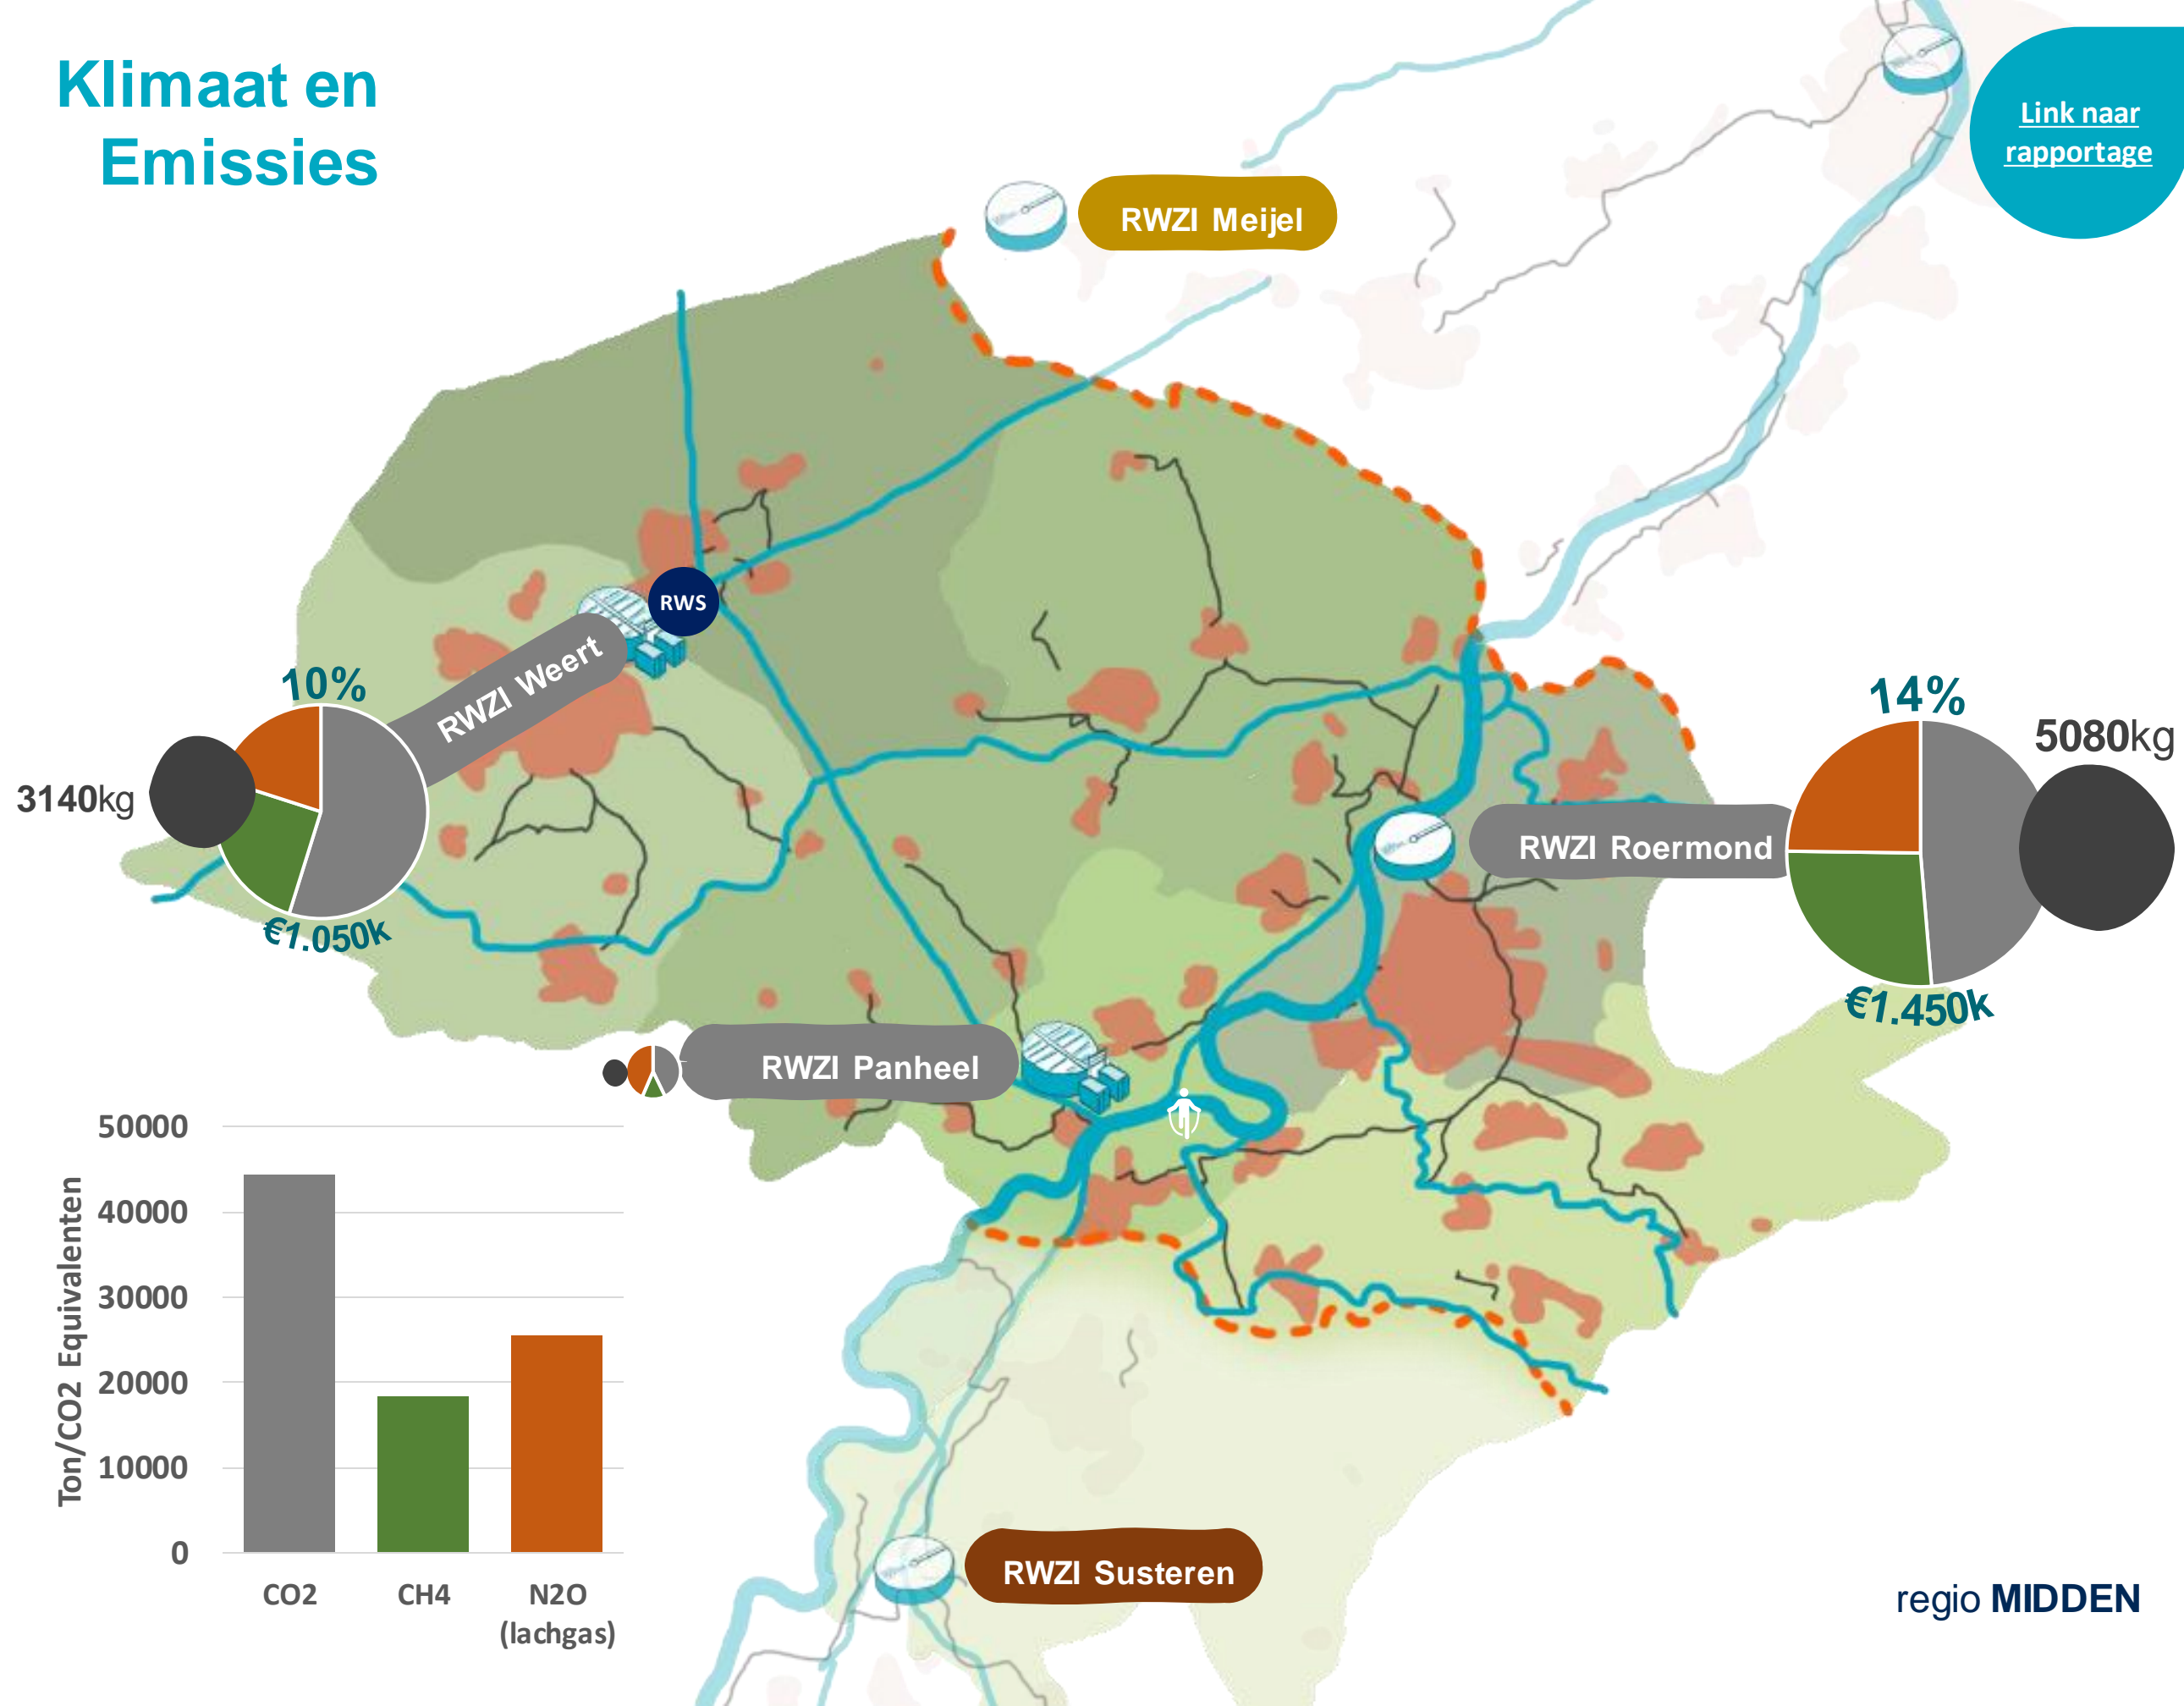 Klimaat en
Emissies
Link naar
rapportage
RWZI Meijel
RWS
RWZI Weert
10%
3140kg
€1.050k
14%
5080kg
RWZI Roermond
€1.450k
RWZI Panheel
Ton/CO2 Equivalenten
50000
40000
30000
20000
10000
0
CO2
CH4
N2O
(lachgas)
RWZI Susteren
regio MIDDEN